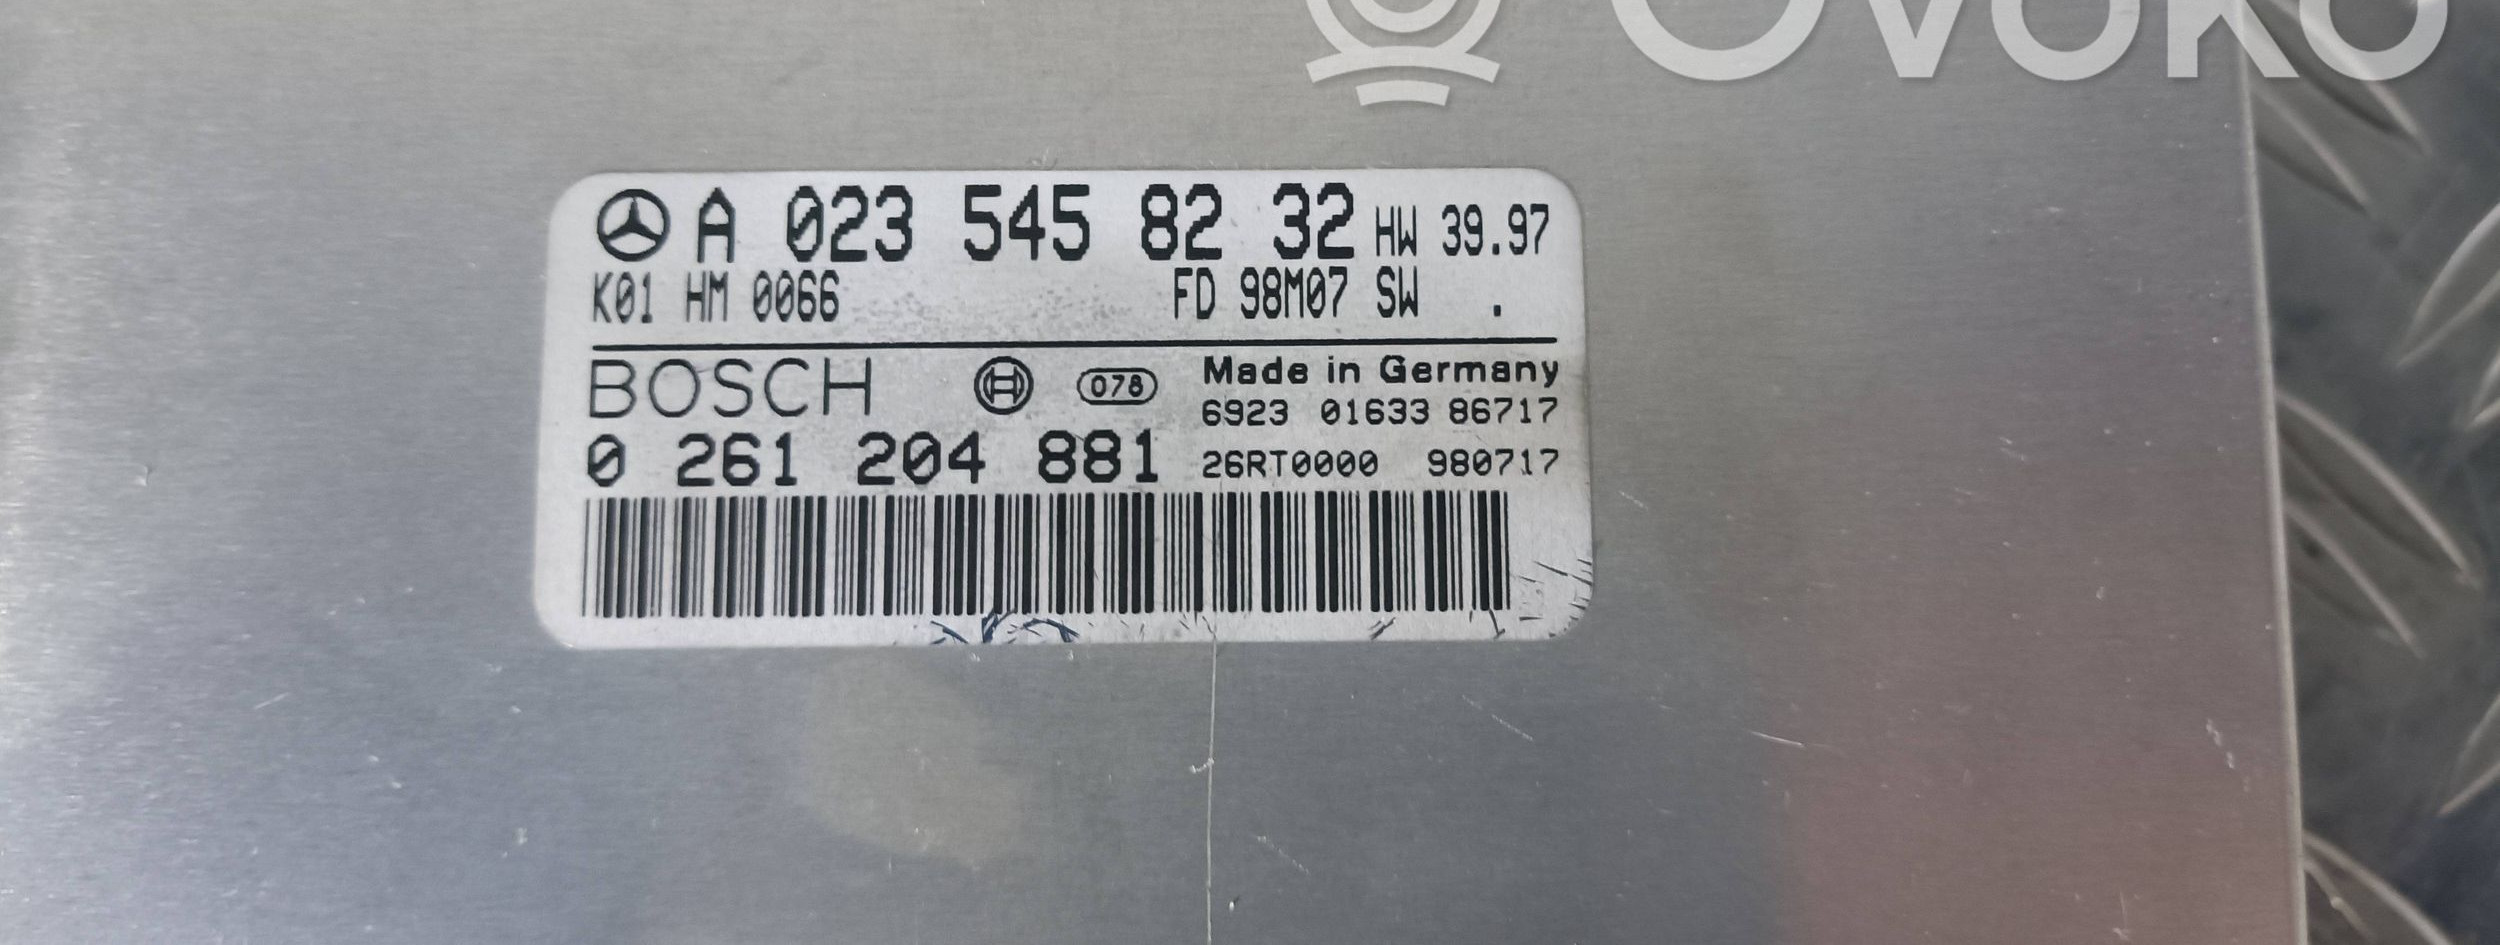 OVOKO
A 023 545 82 32 HW 39.97
K01 HM 0066 FD 98M07 SW .
BOSCH 078 Made in Germany
6923 01633 86717
0 261 204 881 26RT0000 980717